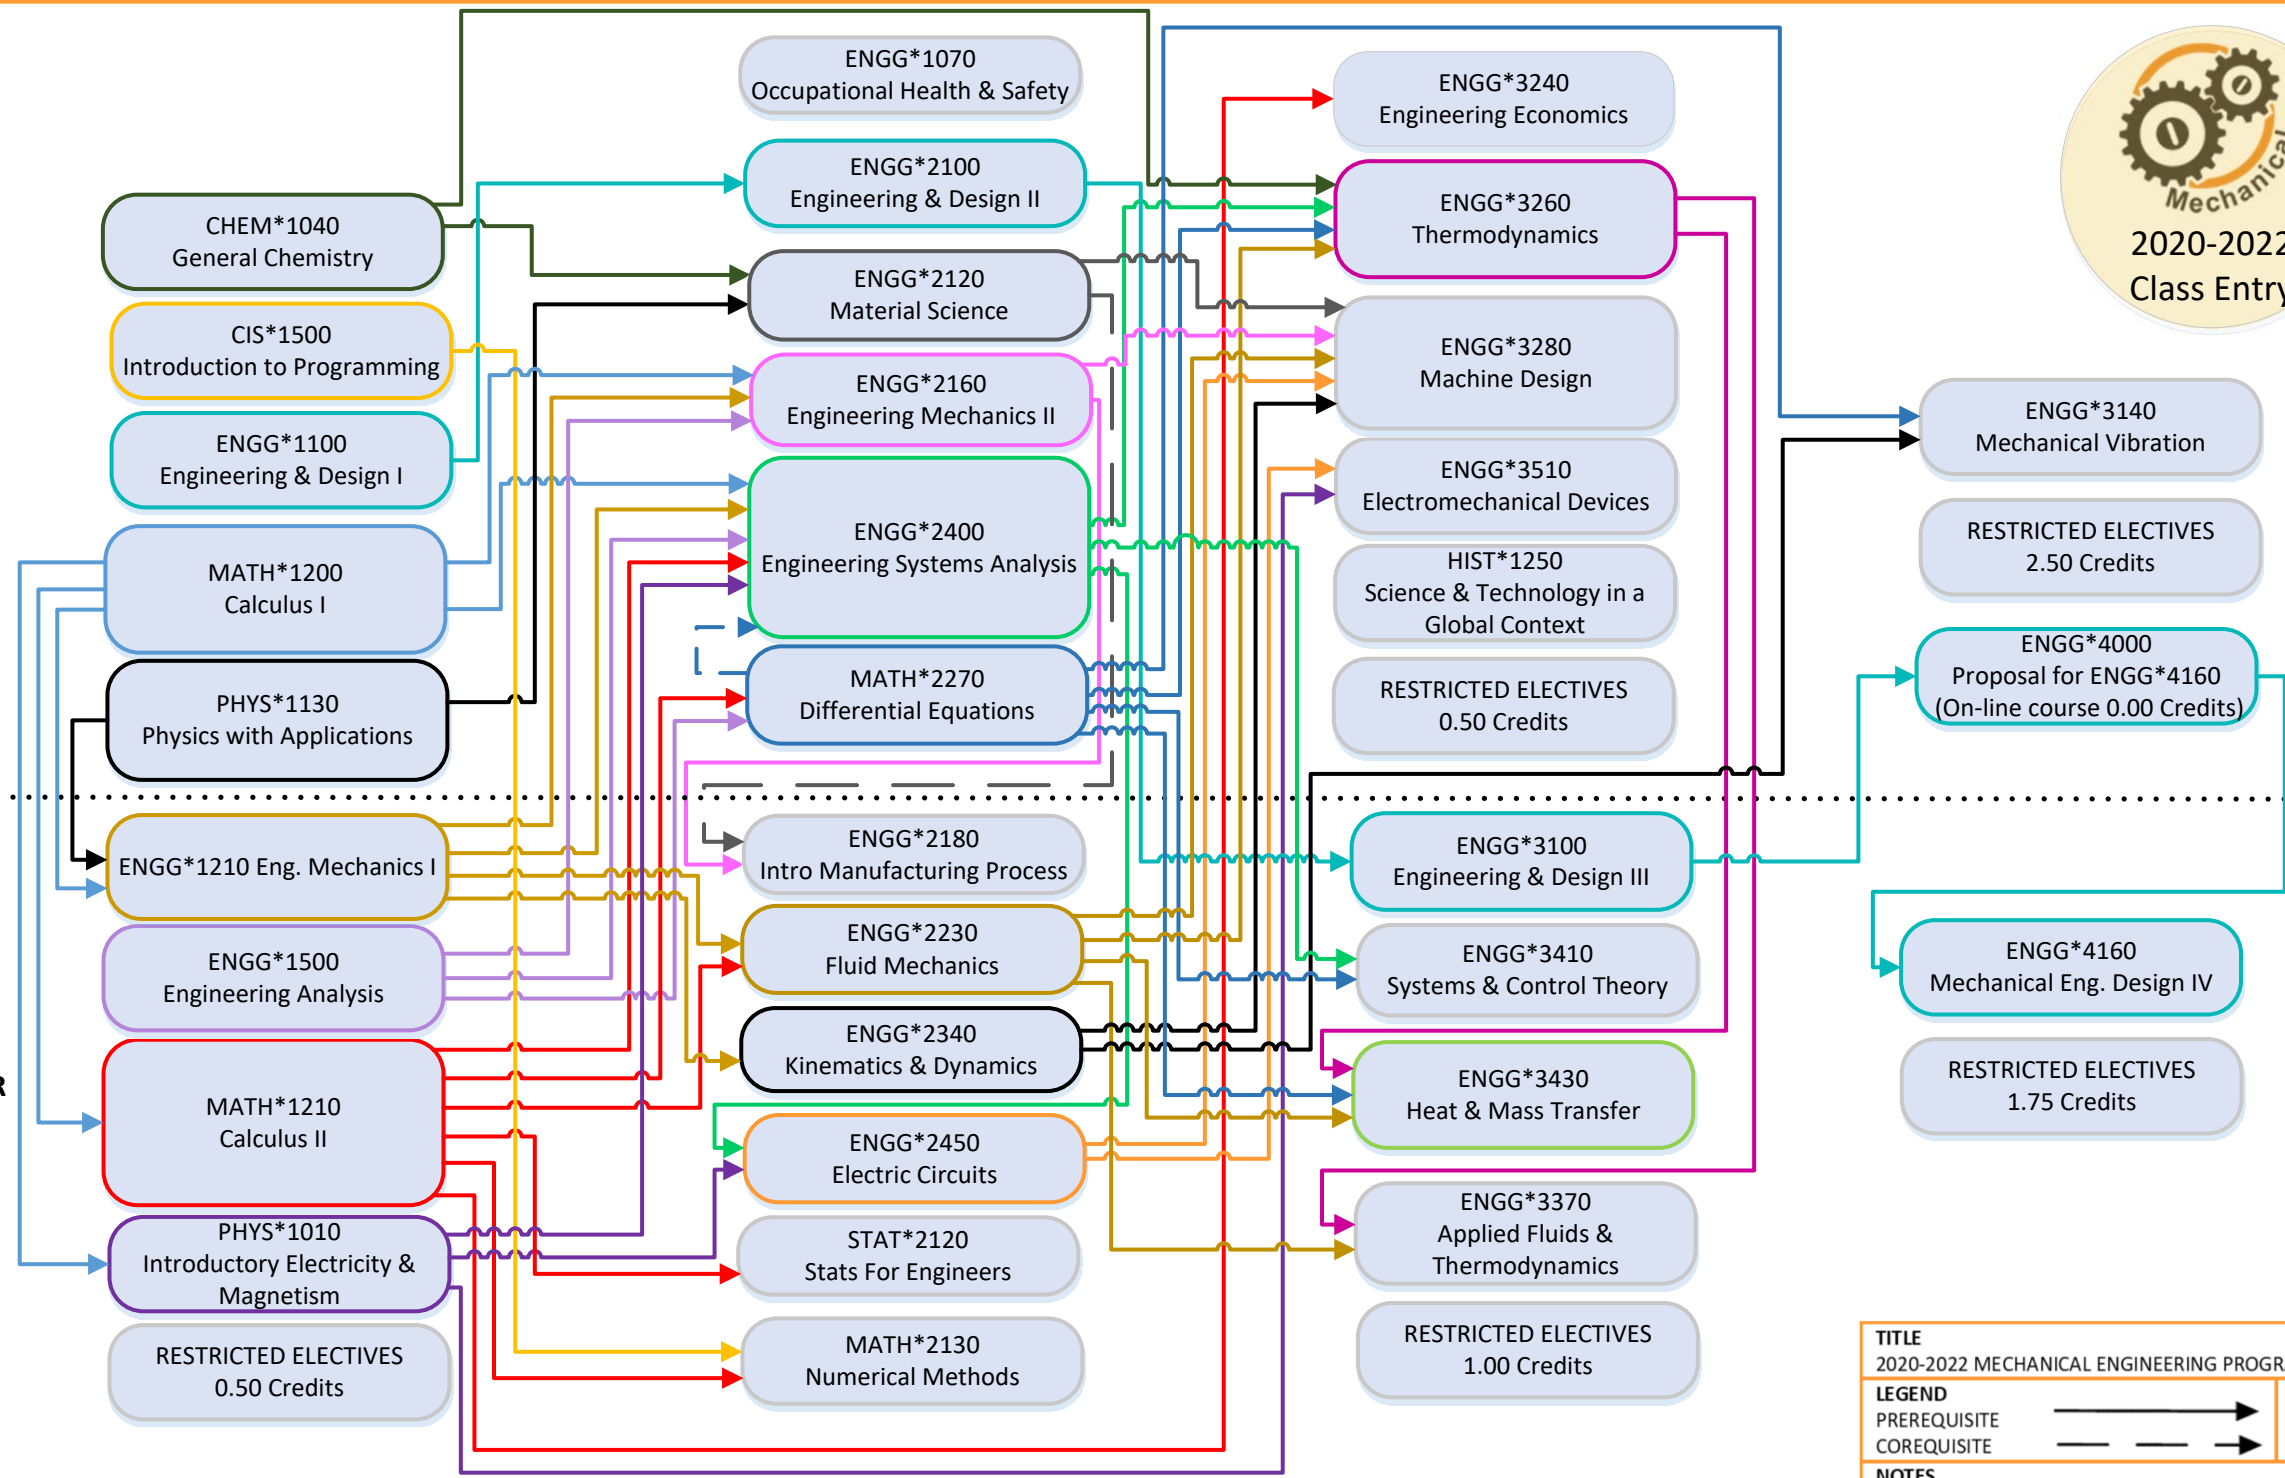 ENGG*1070
Occupational Health & Safety
ENGG*3240
Engineering Economics
Mechanical
2020-2022
Class Entry
ENGG*2100
Engineering & Design II
CHEM*1040
General Chemistry
ENGG*3260
Thermodynamics
ENGG*2120
Material Science
CIS*1500
Introduction to Programming
ENGG*3280
Machine Design
ENGG*2160
Engineering Mechanics II
ENGG*3140
Mechanical Vibration
ENGG*1100
Engineering & Design I
ENGG*3510
Electromechanical Devices
ENGG*2400
Engineering Systems Analysis
RESTRICTED ELECTIVES
2.50 Credits
MATH*1200
Calculus I
HIST*1250
Science & Technology in a
Global Context
ENGG*4000
Proposal for ENGG*4160
(On-line course 0.00 Credits)
MATH*2270
Differential Equations
RESTRICTED ELECTIVES
0.50 Credits
PHYS*1130
Physics with Applications
ENGG*1210 Eng. Mechanics I
ENGG*2180
Intro Manufacturing Process
ENGG*3100
Engineering & Design III
ENGG*1500
Engineering Analysis
ENGG*2230
Fluid Mechanics
ENGG*3410
Systems & Control Theory
ENGG*4160
Mechanical Eng. Design IV
ENGG*2340
Kinematics & Dynamics
ENGG*3430
Heat & Mass Transfer
RESTRICTED ELECTIVES
1.75 Credits
R
MATH*1210
Calculus II
ENGG*2450
Electric Circuits
ENGG*3370
Applied Fluids &
Thermodynamics
PHYS*1010
Introductory Electricity &
Magnetism
STAT*2120
Stats For Engineers
RESTRICTED ELECTIVES
0.50 Credits
MATH*2130
Numerical Methods
RESTRICTED ELECTIVES
1.00 Credits
TITLE
2020-2022 MECHANICAL ENGINEERING PROGRA
LEGEND
PREREQUISITE
COREQUISITE
NOTES